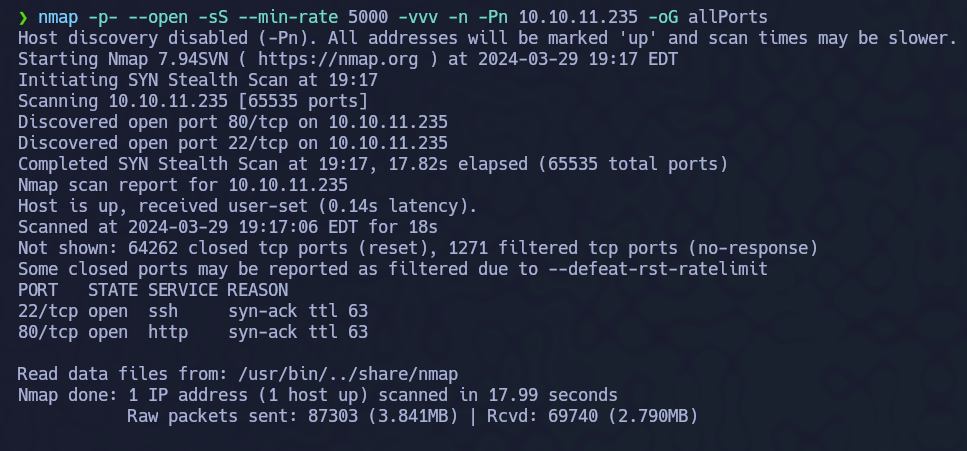 ❯ nmap -p- --open -sS --min-rate 5000 -vvv -n -Pn 10.10.11.235 -oG allPorts
Host discovery disabled (-Pn). All addresses will be marked 'up' and scan times may be slower.
Starting Nmap 7.94SVN ( https://nmap.org ) at 2024-03-29 19:17 EDT
Initiating SYN Stealth Scan at 19:17
Scanning 10.10.11.235 [65535 ports]
Discovered open port 80/tcp on 10.10.11.235
Discovered open port 22/tcp on 10.10.11.235
Completed SYN Stealth Scan at 19:17, 17.82s elapsed (65535 total ports)
Nmap scan report for 10.10.11.235
Host is up, received user-set (0.14s latency).
Scanned at 2024-03-29 19:17:06 EDT for 18s
Not shown: 64262 closed tcp ports (reset), 1271 filtered tcp ports (no-response)
Some closed ports may be reported as filtered due to --defeat-rst-ratelimit
PORT   STATE SERVICE REASON
22/tcp open  ssh     syn-ack ttl 63
80/tcp open  http    syn-ack ttl 63

Read data files from: /usr/bin/../share/nmap
Nmap done: 1 IP address (1 host up) scanned in 17.99 seconds
           Raw packets sent: 87303 (3.841MB) | Rcvd: 69740 (2.790MB)